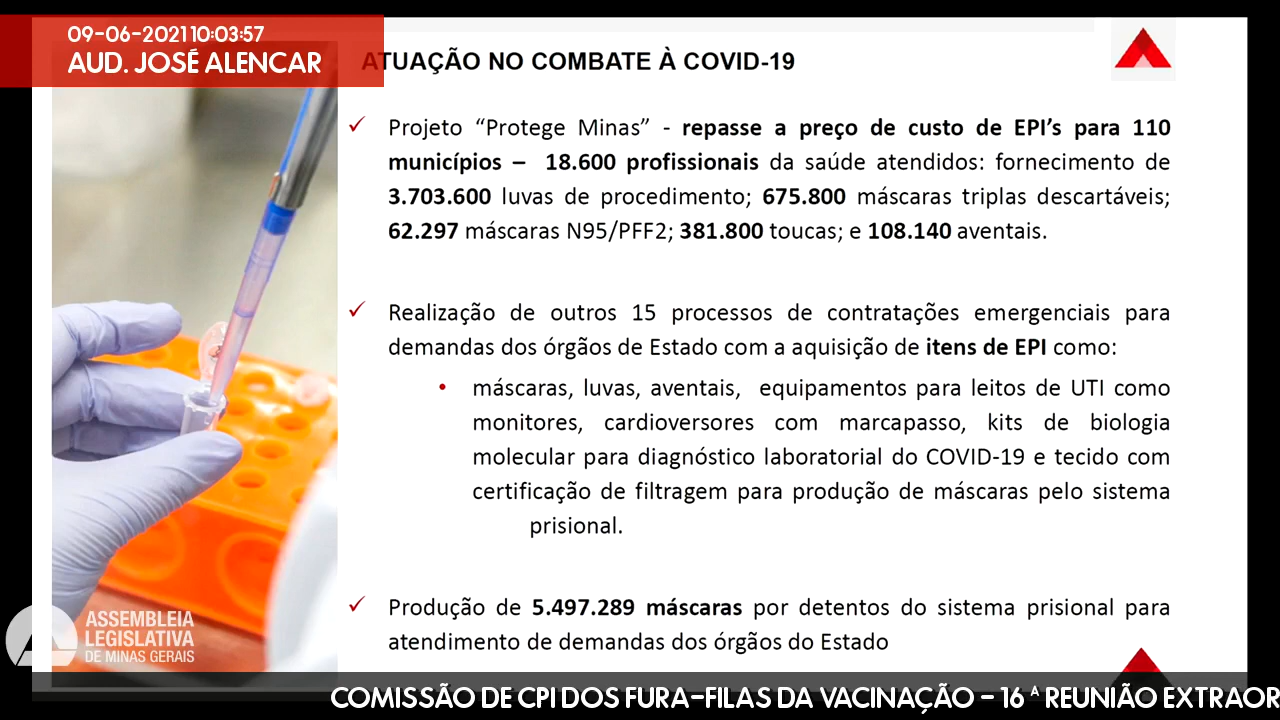 09-06-2021 10:03:57
AUD. JOSÉ ALENCAR
ATUAÇÃO NO COMBATE À COVID-19
Projeto “Protege Minas” - repasse a preço de custo de EPI’s para 110
municípios – 18.600 profissionais da saúde atendidos: fornecimento de
3.703.600 luvas de procedimento; 675.800 máscaras triplas descartáveis;
62.297 máscaras N95/PFF2; 381.800 toucas; e 108.140 aventais.
Realização de outros 15 processos de contratações emergenciais para
demandas dos órgãos de Estado com a aquisição de itens de EPI como:
• máscaras, luvas, aventais, equipamentos para leitos de UTI como
monitores, cardioversores com marcapasso, kits de biologia
molecular para diagnóstico laboratorial do COVID-19 e tecido com
certificação de filtragem para produção de máscaras pelo sistema
prisional.
Produção de 5.497.289 máscaras por detentos do sistema prisional para
atendimento de demandas dos órgãos do Estado
ASSEMBLEIA
LEGISLATIVA
DE MINAS GERAIS
COMISSÃO DE CPI DOS FURA-FILAS DA VACINAÇÃO - 16 ª REUNIÃO EXTRAOR